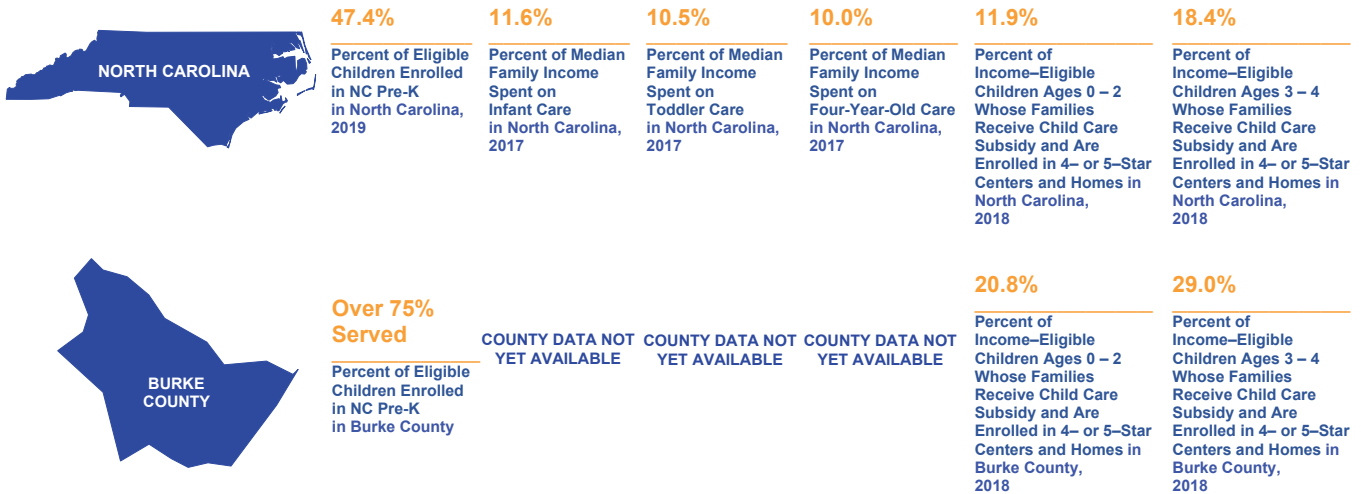 NORTH CAROLINA
47.4%
Percent of Eligible
Children Enrolled
in NC Pre-K
in North Carolina,
2019
11.6%
Percent of Median
Family Income
Spent on
Infant Care
in North Carolina,
2017
10.5%
Percent of Median
Family Income
Spent on
Toddler Care
in North Carolina,
2017
10.0%
Percent of Median
Family Income
Spent on
Four-Year-Old Care
in North Carolina,
2017
11.9%
Percent of
Income–Eligible
Children Ages 0 – 2
Whose Families
Receive Child Care
Subsidy and Are
Enrolled in 4– or 5–Star
Centers and Homes in
North Carolina,
2018
18.4%
Percent of
Income–Eligible
Children Ages 3 – 4
Whose Families
Receive Child Care
Subsidy and Are
Enrolled in 4– or 5–Star
Centers and Homes in
North Carolina,
2018
BURKE
COUNTY
Over 75%
Served
Percent of Eligible
Children Enrolled
in NC Pre-K
in Burke County
COUNTY DATA NOT
YET AVAILABLE
COUNTY DATA NOT
YET AVAILABLE
COUNTY DATA NOT
YET AVAILABLE
20.8%
Percent of
Income–Eligible
Children Ages 0 – 2
Whose Families
Receive Child Care
Subsidy and Are
Enrolled in 4– or 5–Star
Centers and Homes in
Burke County,
2018
29.0%
Percent of
Income–Eligible
Children Ages 3 – 4
Whose Families
Receive Child Care
Subsidy and Are
Enrolled in 4– or 5–Star
Centers and Homes in
Burke County,
2018